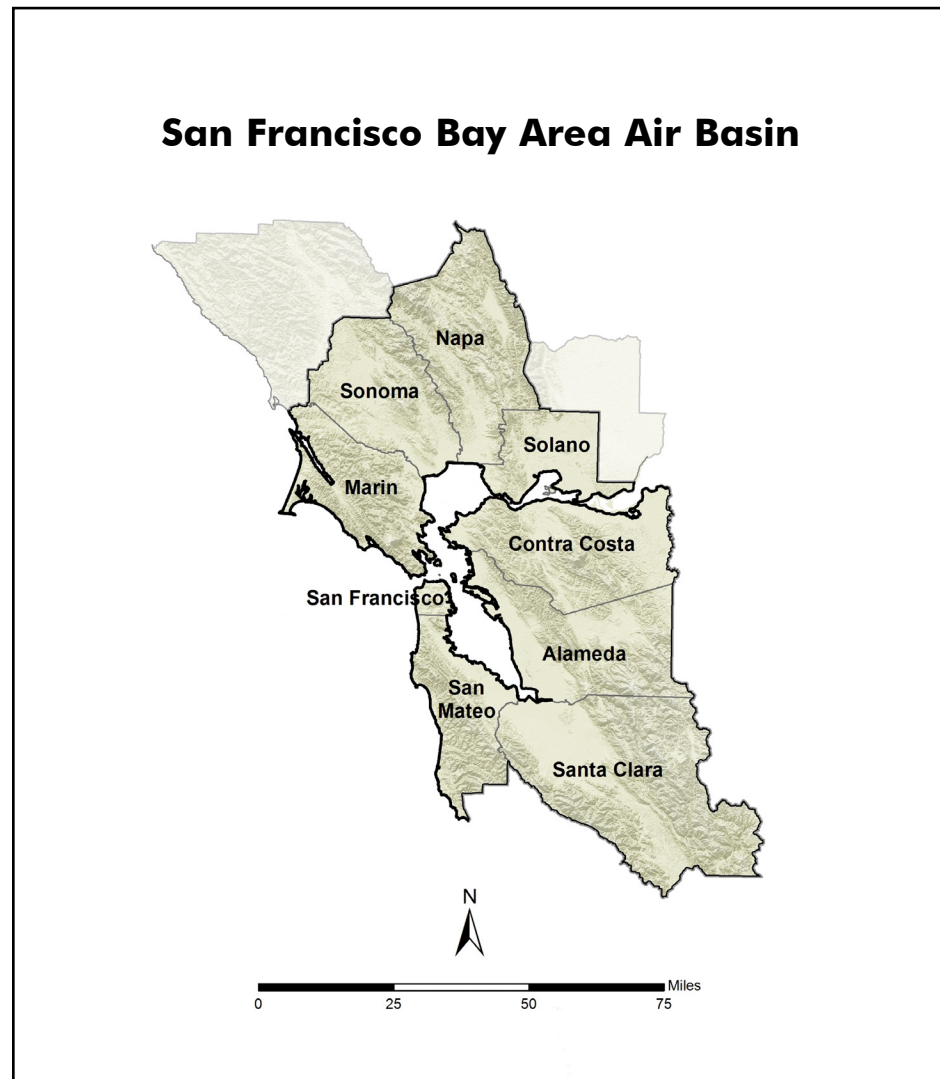 San Francisco Bay Area Air Basin
Napa
Sonoma
Solano
Marin
Contra Costa
San Francisco
Alameda
San
Mateo
Santa Clara
N
Miles
0 25 50 75